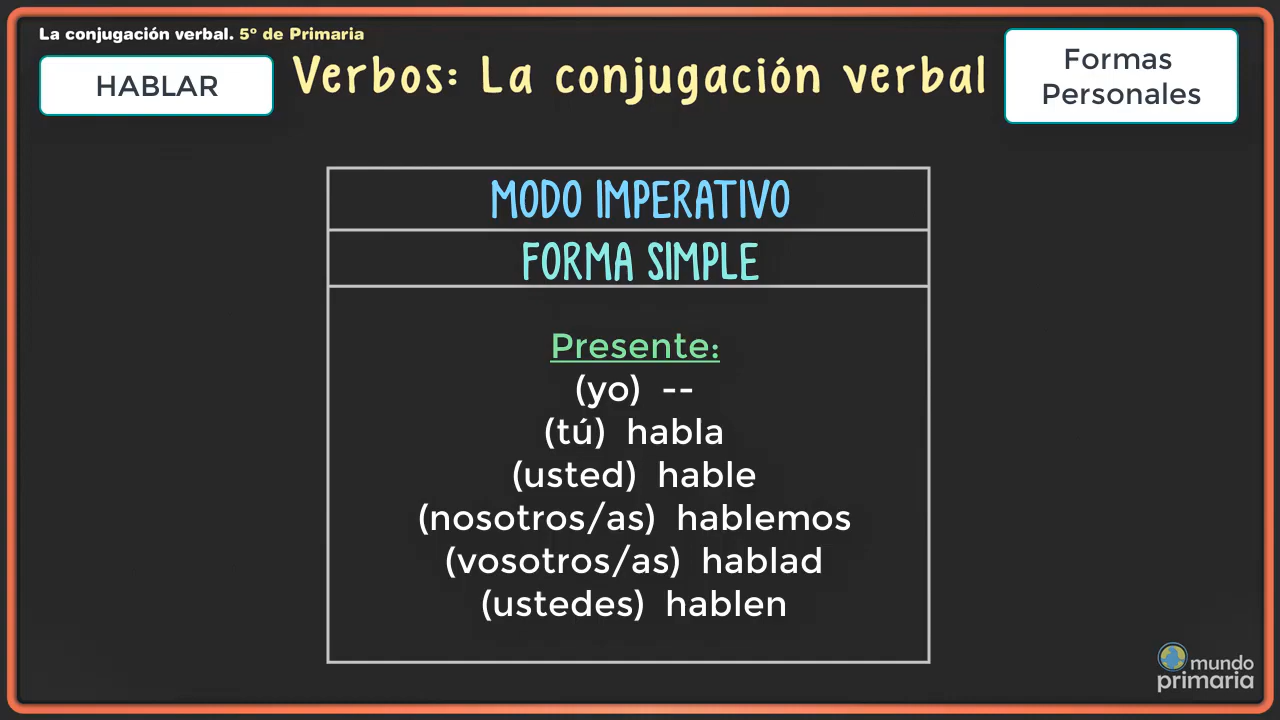 La conjugación verbal. 5º de Primaria
HABLAR
Verbos: La conjugación verbal
Formas
Personales
MODO IMPERATIVO
FORMA SIMPLE
Presente:
(yo) --
(tú) habla
(usted) hable
(nosotros/as) hablemos
(vosotros/as) hablad
(ustedes) hablen
mundo
primaria